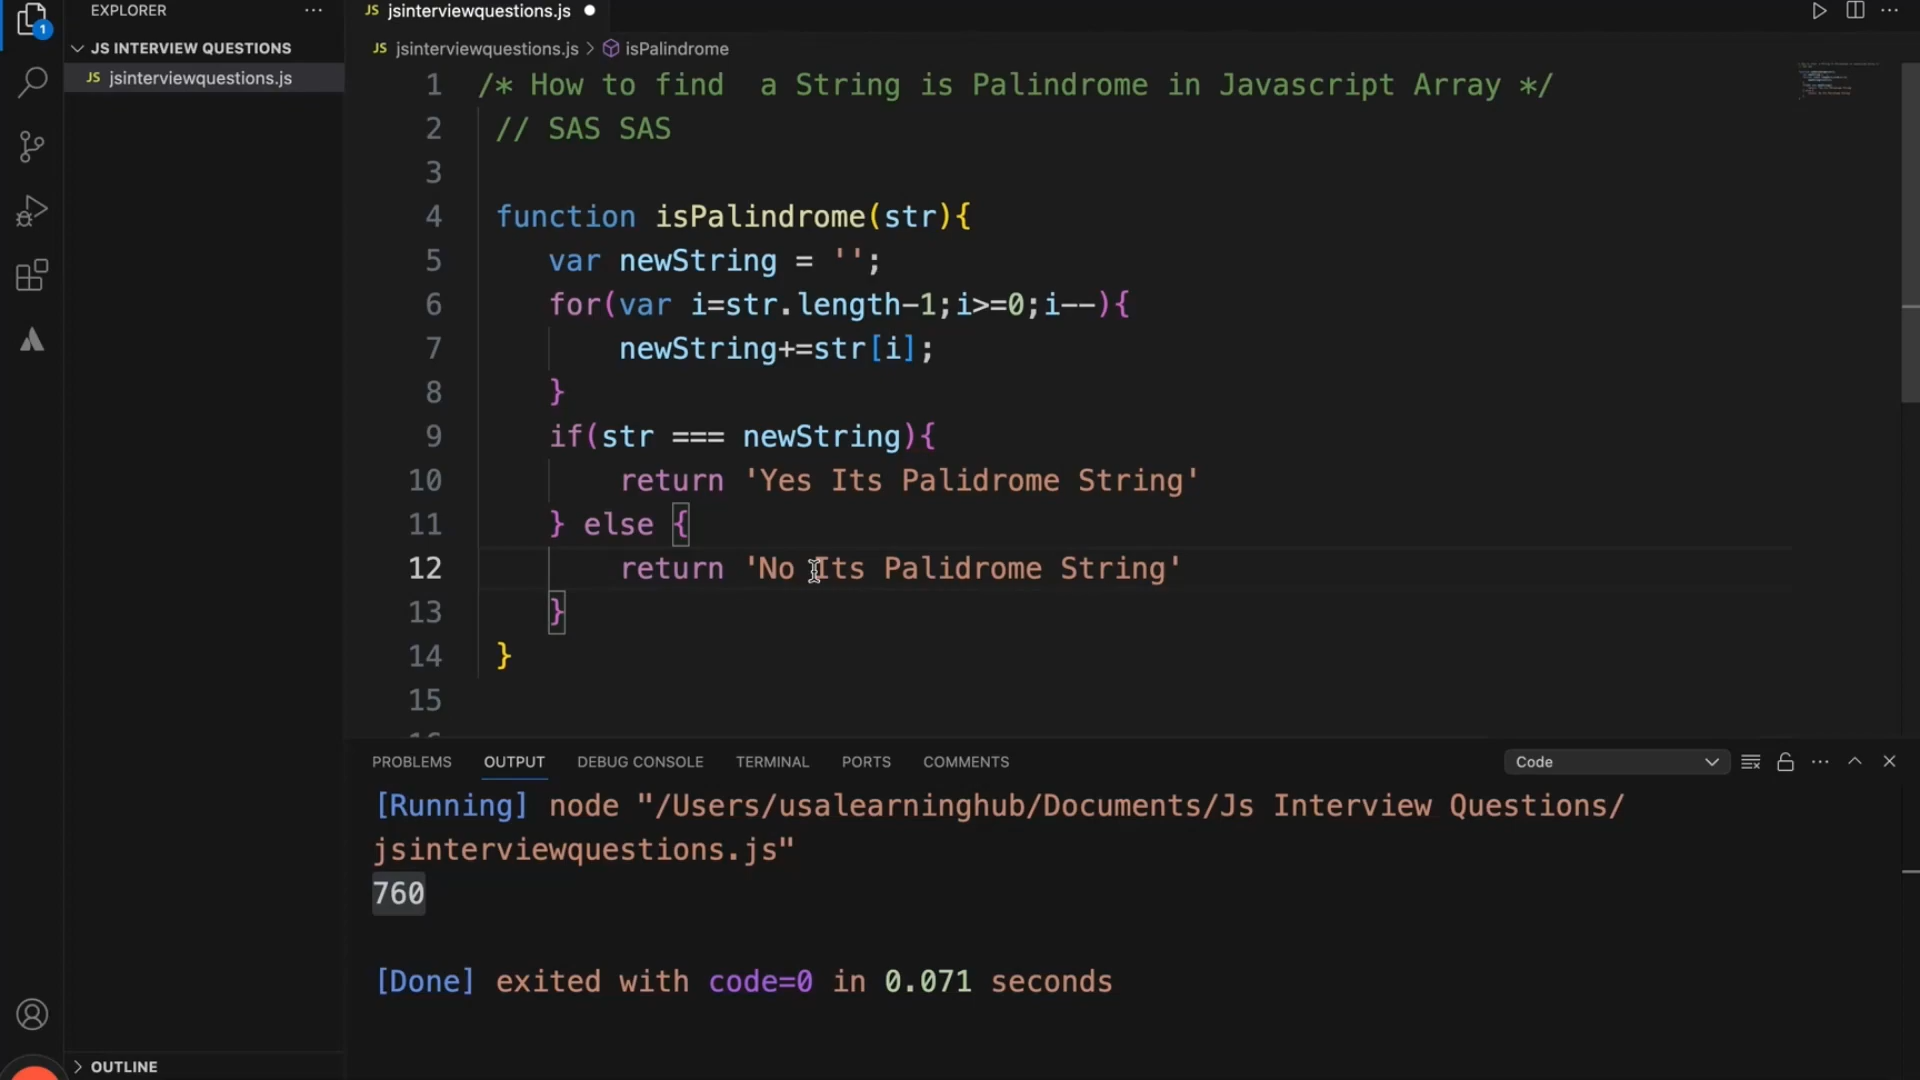 EXPLORER
JS INTERVIEW QUESTIONS
JS jsinterviewquestions.js
1
OUTLINE
JS jsinterviewquestions.js
JS jsinterviewquestions.js > isPalindrome
1 /* How to find  a String is Palindrome in Javascript Array */
2 // SAS SAS
3
4 function isPalindrome(str){
5 var newString = '';
6 for(var i=str.length-1;i>=0;i--){
7 newString+=str[i];
8 }
9 if(str === newString){
10 return 'Yes Its Palidrome String'
11 } else {
12 return 'No Its Palidrome String'
13 }
14 }
15
PROBLEMS OUTPUT DEBUG CONSOLE TERMINAL PORTS COMMENTS Code
[Running] node "/Users/usalearninghub/Documents/Js Interview Questions/
jsinterviewquestions.js"
760
[Done] exited with code=0 in 0.071 seconds